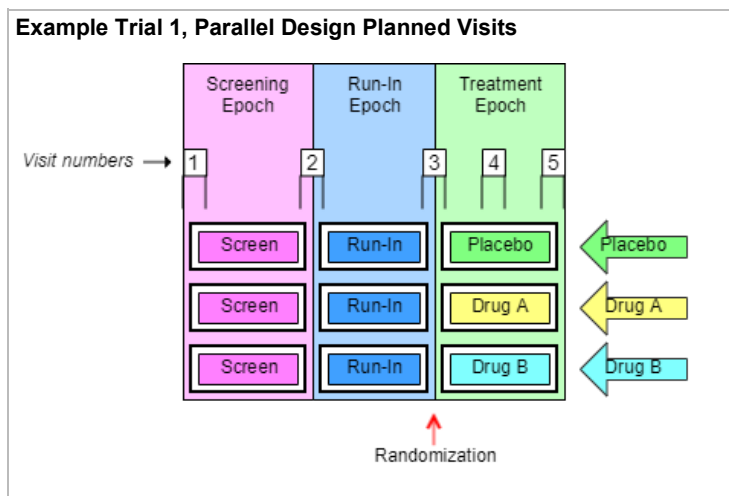 Example Trial 1, Parallel Design Planned Visits
Screening Epoch
Run-In Epoch
Treatment Epoch
Visit numbers
1 2 3 4 5
Screen Run-In Placebo Placebo
Screen Run-In Drug A Drug A
Screen Run-In Drug B Drug B
Randomization